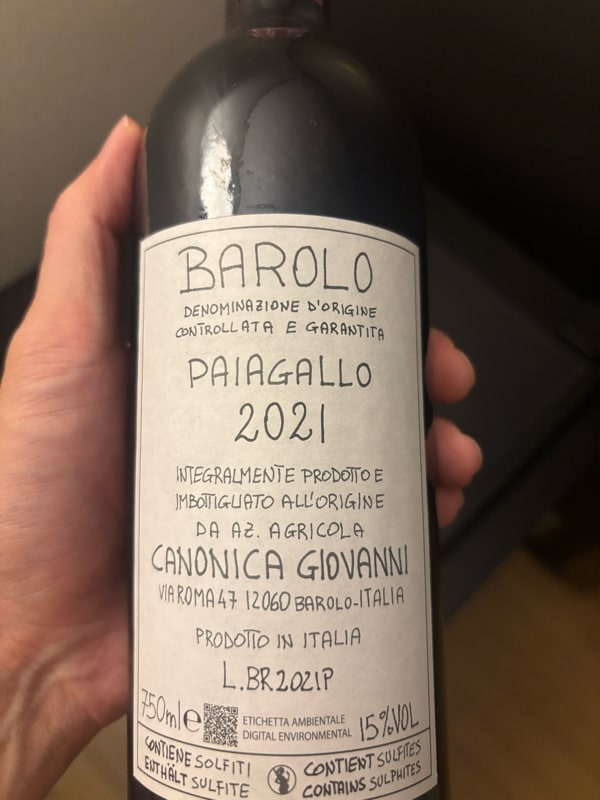 BAROLO
DENOMINAZIONE D'ORIGINE
CONTROLLATA E GARANTITA
PAIAGALLO
2021
INTEGRALMENTE PRODOTTO E
IMBOTTIGLIATO ALL'ORIGINE
DA AZ. AGRICOLA
CANONICA GIOVANNI
VIA ROMA 47 12060 BAROLO-ITALIA
PRODOTTO IN ITALIA
L.BR2021P
750ml e
ETICHETTA AMBIENTALE
DIGITAL ENVIRONMENTAL
15%VOL
CONTIENE SOLFITI
ENTHÄLT SULFITE
CONTIENT SULFITES
CONTAINS SULPHITES